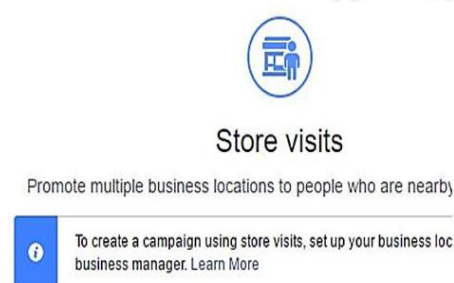 Store visits
Promote multiple business locations to people who are nearby
To create a campaign using store visits, set up your business loc
business manager. Learn More